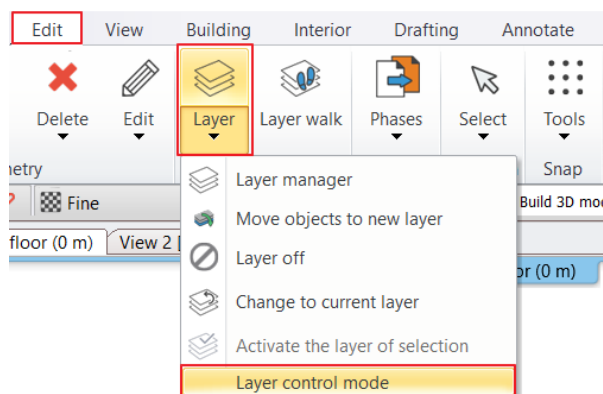 Edit View Building Interior Drafting Annotate
Delete Edit Layer Layer walk Phases Select Tools
etry Snap
Fine
Layer manager
Build 3D mod
Move objects to new layer
floor (0 m) View 2 [
Layer off
or (0 m)
Change to current layer
Activate the layer of selection
Layer control mode